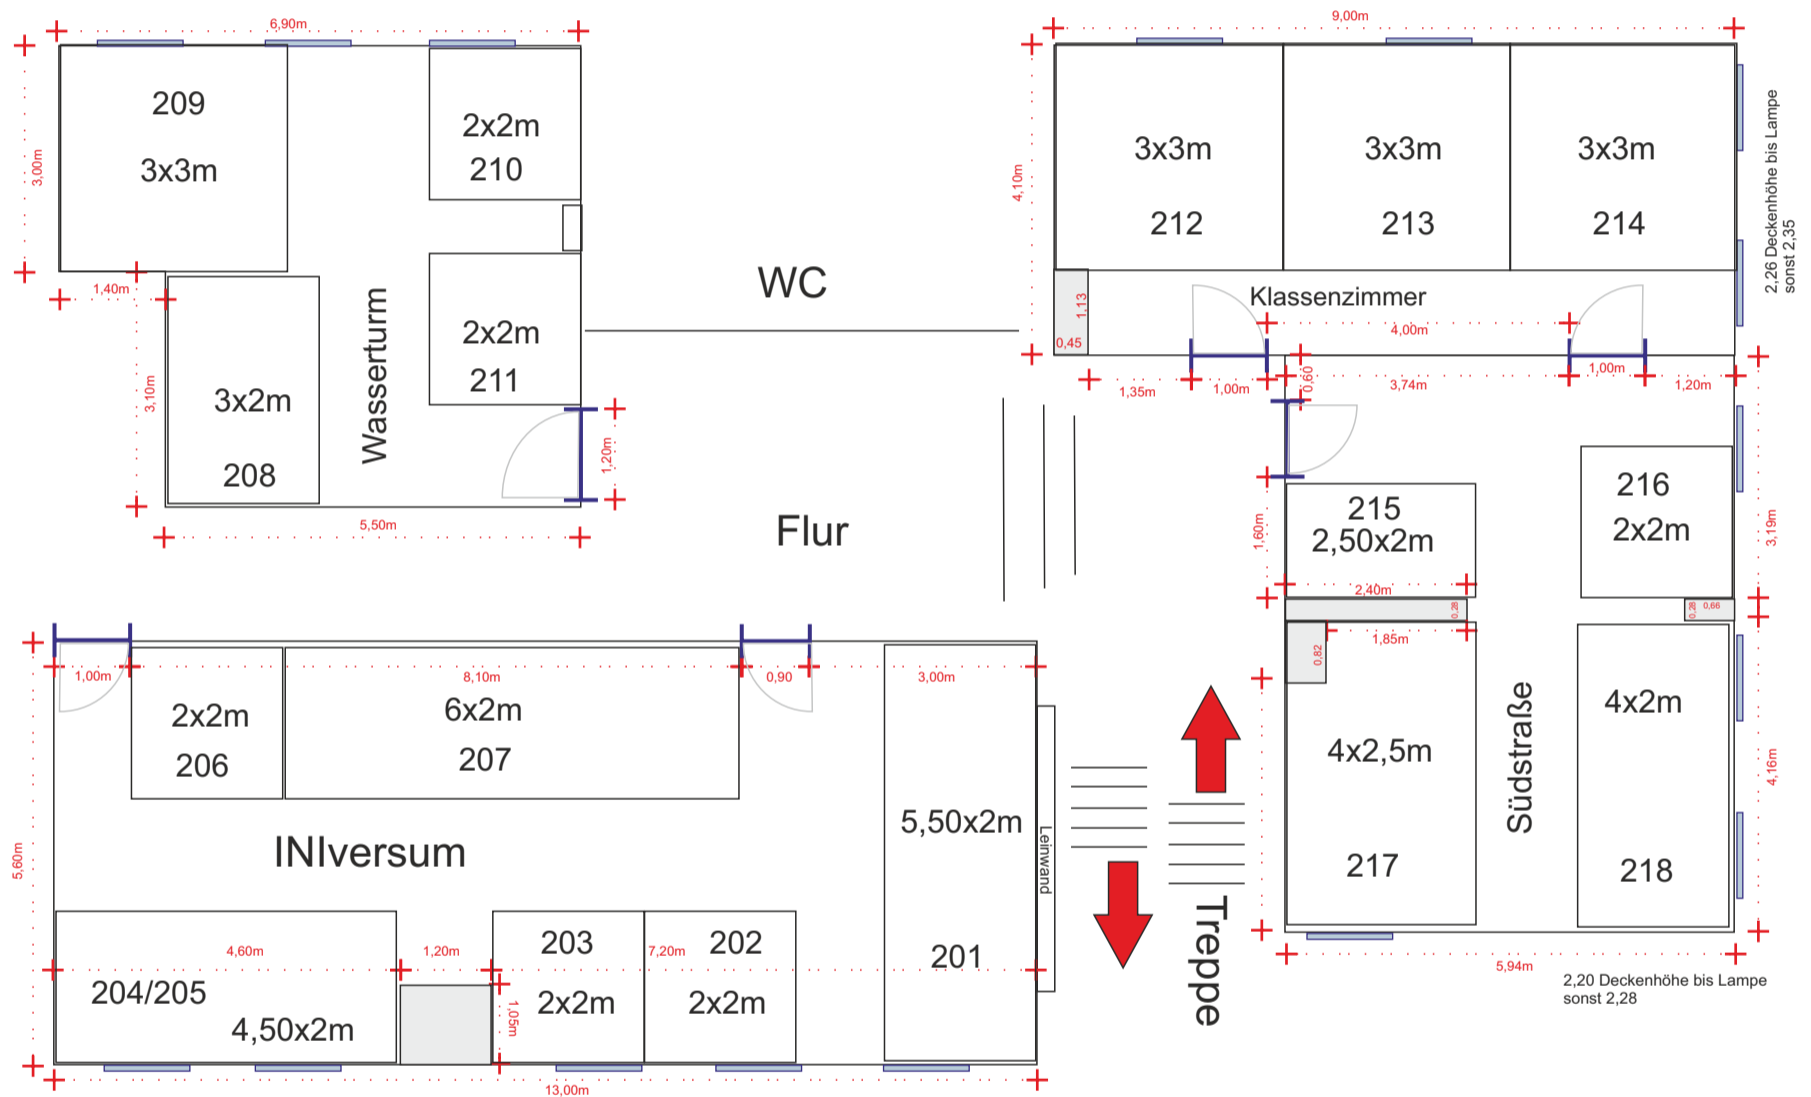 6,90m
209
3x3m
3,00m
2x2m
210
1,40m
3,10m
3x2m
208
Wasserturm
2x2m
211
1,20m
5,50m
WC
Flur
9,00m
4,10m
3x3m
212
3x3m
213
3x3m
214
2,26 Deckenhöhe bis Lampe
sonst 2,35
Klassenzimmer
1,13
0,45
4,00m
1,35m
1,00m
0,60
3,74m
1,00m
1,20m
215
2,50x2m
1,60m
2,40m
0,28
216
2x2m
3,19m
0,28
0,66
1,85m
0,82
4x2,5m
217
Südstraße
4x2m
218
4,16m
5,94m
2,20 Deckenhöhe bis Lampe
sonst 2,28
1,00m
8,10m
0,90
3,00m
2x2m
206
6x2m
207
5,60m
INIversum
5,50x2m
201
Leinwand
4,60m
204/205
4,50x2m
1,20m
1,05m
203
2x2m
7,20m
202
2x2m
13,00m
Treppe